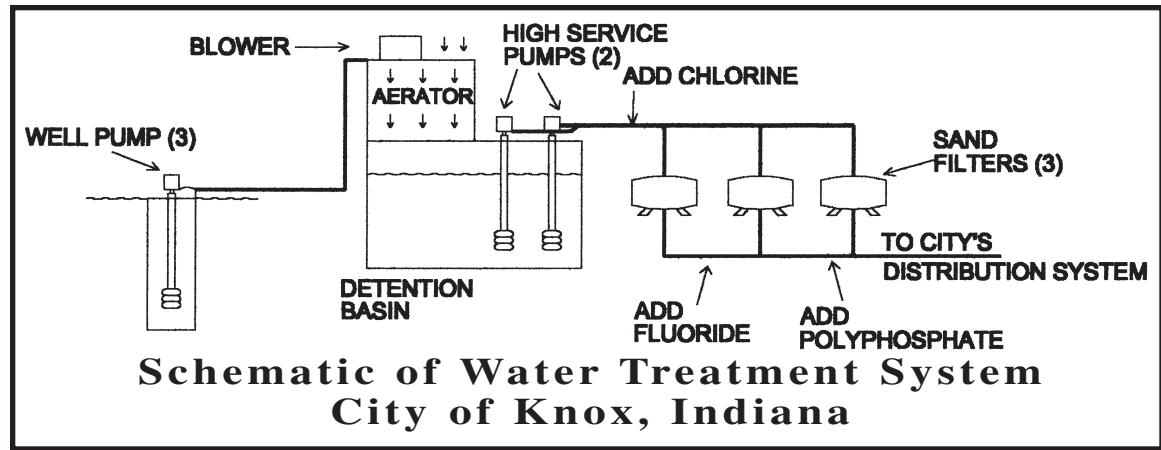 BLOWER
HIGH SERVICE
PUMPS (2)
ADD CHLORINE
AERATOR
WELL PUMP (3)
SAND
FILTERS (3)
TO CITY'S
DISTRIBUTION SYSTEM
DETENTION
BASIN
ADD
FLUORIDE
ADD
POLYPHOSPHATE
Schematic of Water Treatment System
City of Knox, Indiana